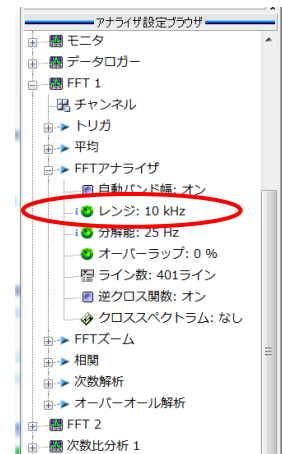 アナライザ設定ブラウザ
モニタ
データロガー
FFT 1
チャンネル
トリガ
平均
FFTアナライザ
自動バンド幅: オン
レンジ: 10 kHz
分解能: 25 Hz
オーバーラップ: 0 %
ライン数: 401ライン
逆クロス関数: オン
クロススペクトラム: なし
FFTズーム
相関
次数解析
オーバーオール解析
FFT 2
次数比分析 1